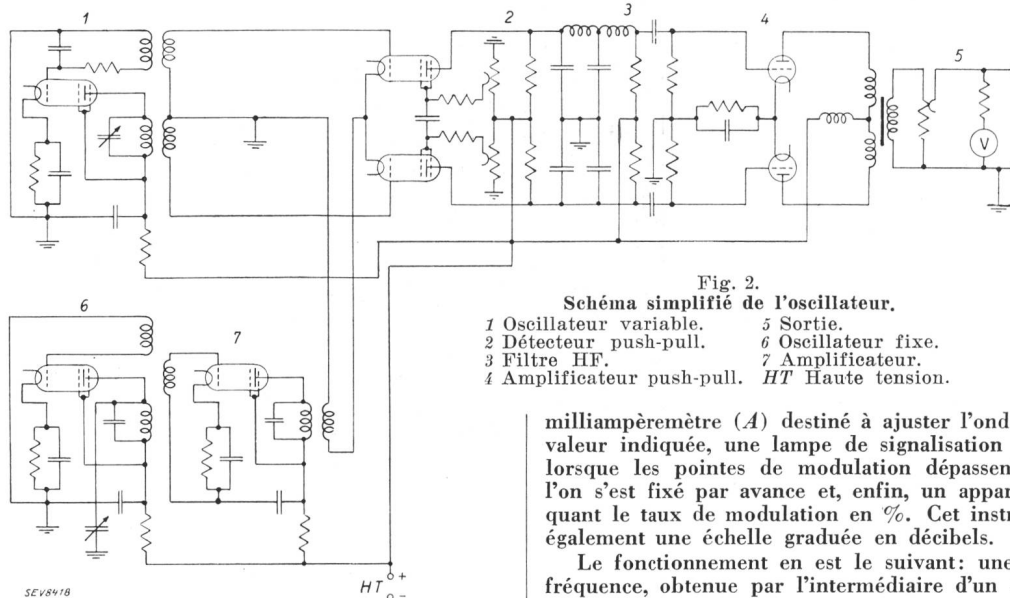 1
2
3
4
5
V
6
7
HT + −
SEV8418
Fig. 2.
Schéma simplifié de l'oscillateur.
1 Oscillateur variable. 5 Sortie.
2 Détecteur push-pull. 6 Oscillateur fixe.
3 Filtre HF. 7 Amplificateur.
4 Amplificateur push-pull. HT Haute tension.
milliampèremètre (A) destiné à ajuster l'ond
valeur indiquée, une lampe de signalisation
lorsque les pointes de modulation dépassen
l'on s'est fixé par avance et, enfin, un appar
quant le taux de modulation en %. Cet instr
également une échelle graduée en décibels.
Le fonctionnement en est le suivant: une
fréquence, obtenue par l'intermédiaire d'un